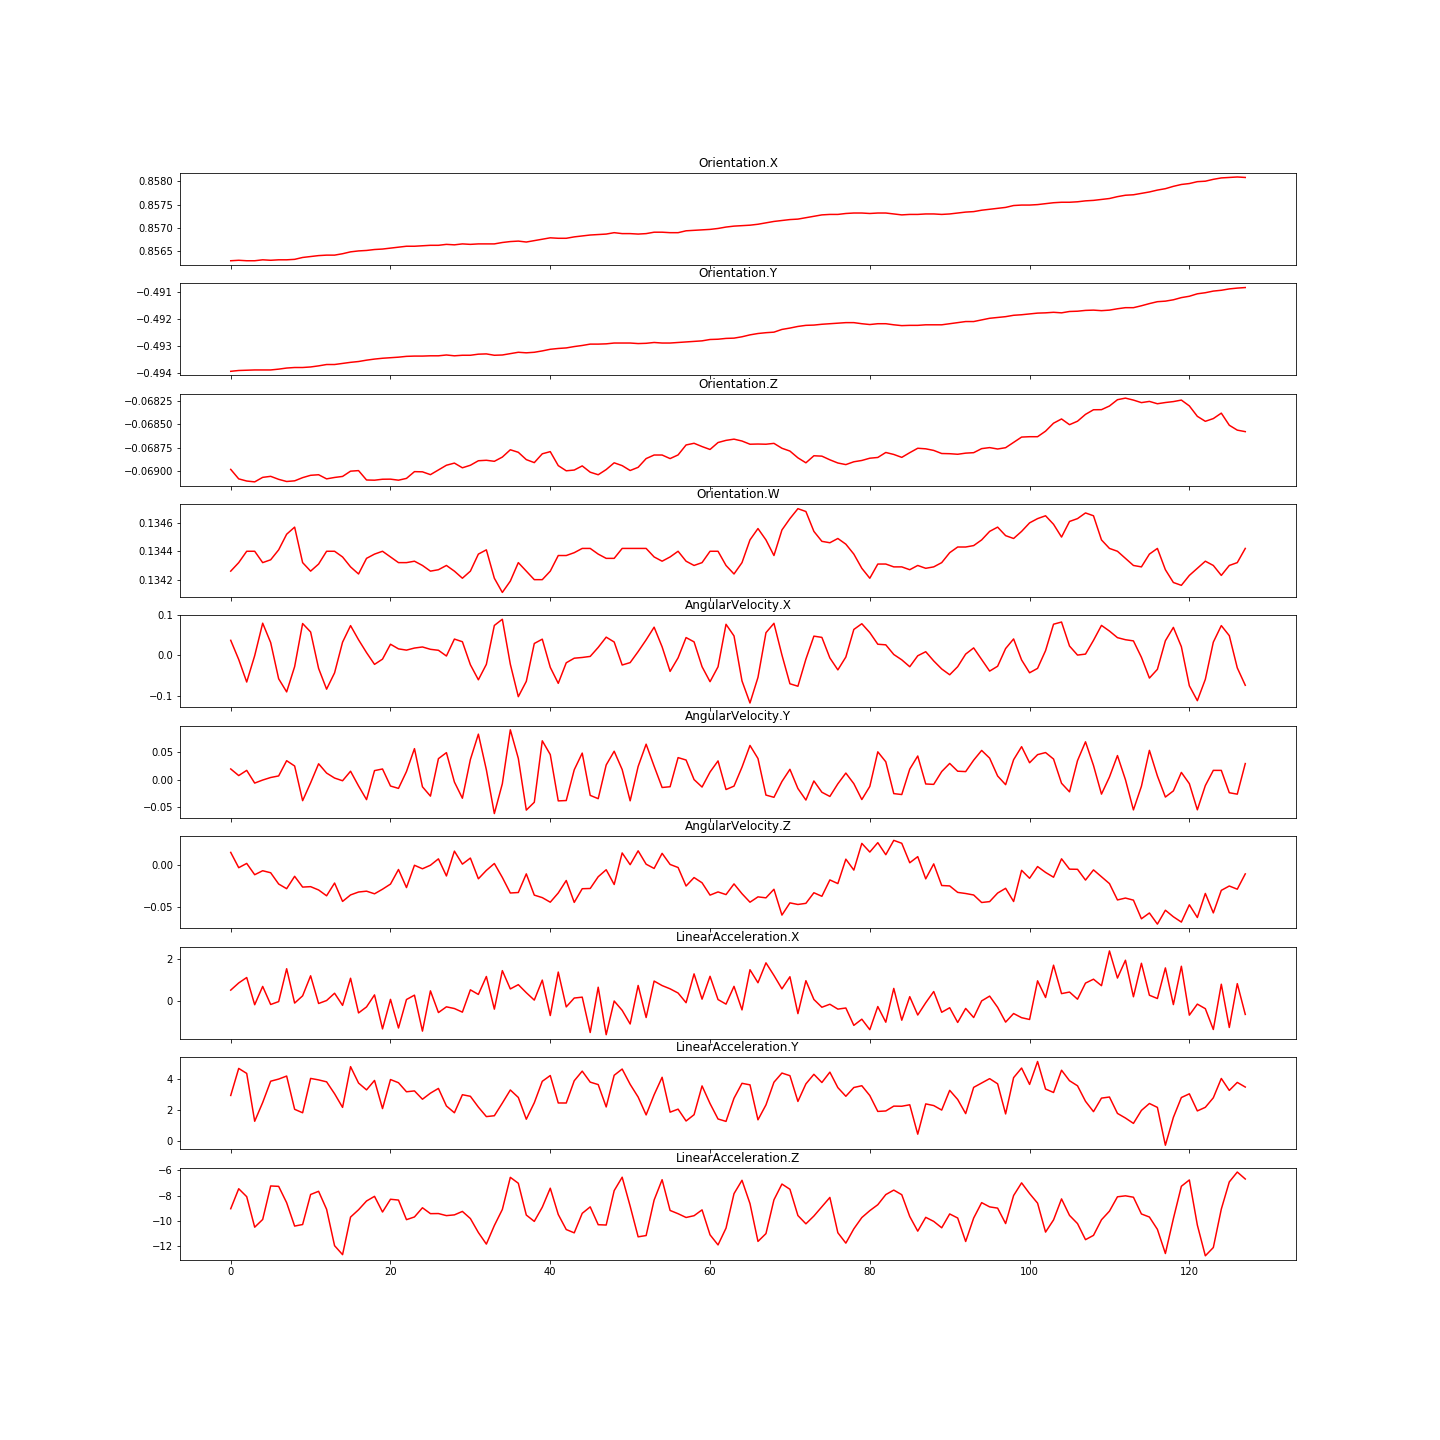 Orientation.X
0.8580
0.8575
0.8570
0.8565
Orientation.Y
−0.491
−0.492
−0.493
−0.494
Orientation.Z
−0.06825
−0.06850
−0.06875
−0.06900
Orientation.W
0.1346
0.1344
0.1342
AngularVelocity.X
0.1
0.0
−0.1
AngularVelocity.Y
0.05
0.00
−0.05
AngularVelocity.Z
0.00
−0.05
LinearAcceleration.X
2
0
LinearAcceleration.Y
4
2
0
LinearAcceleration.Z
−6
−8
−10
−12
0 20 40 60 80 100 120